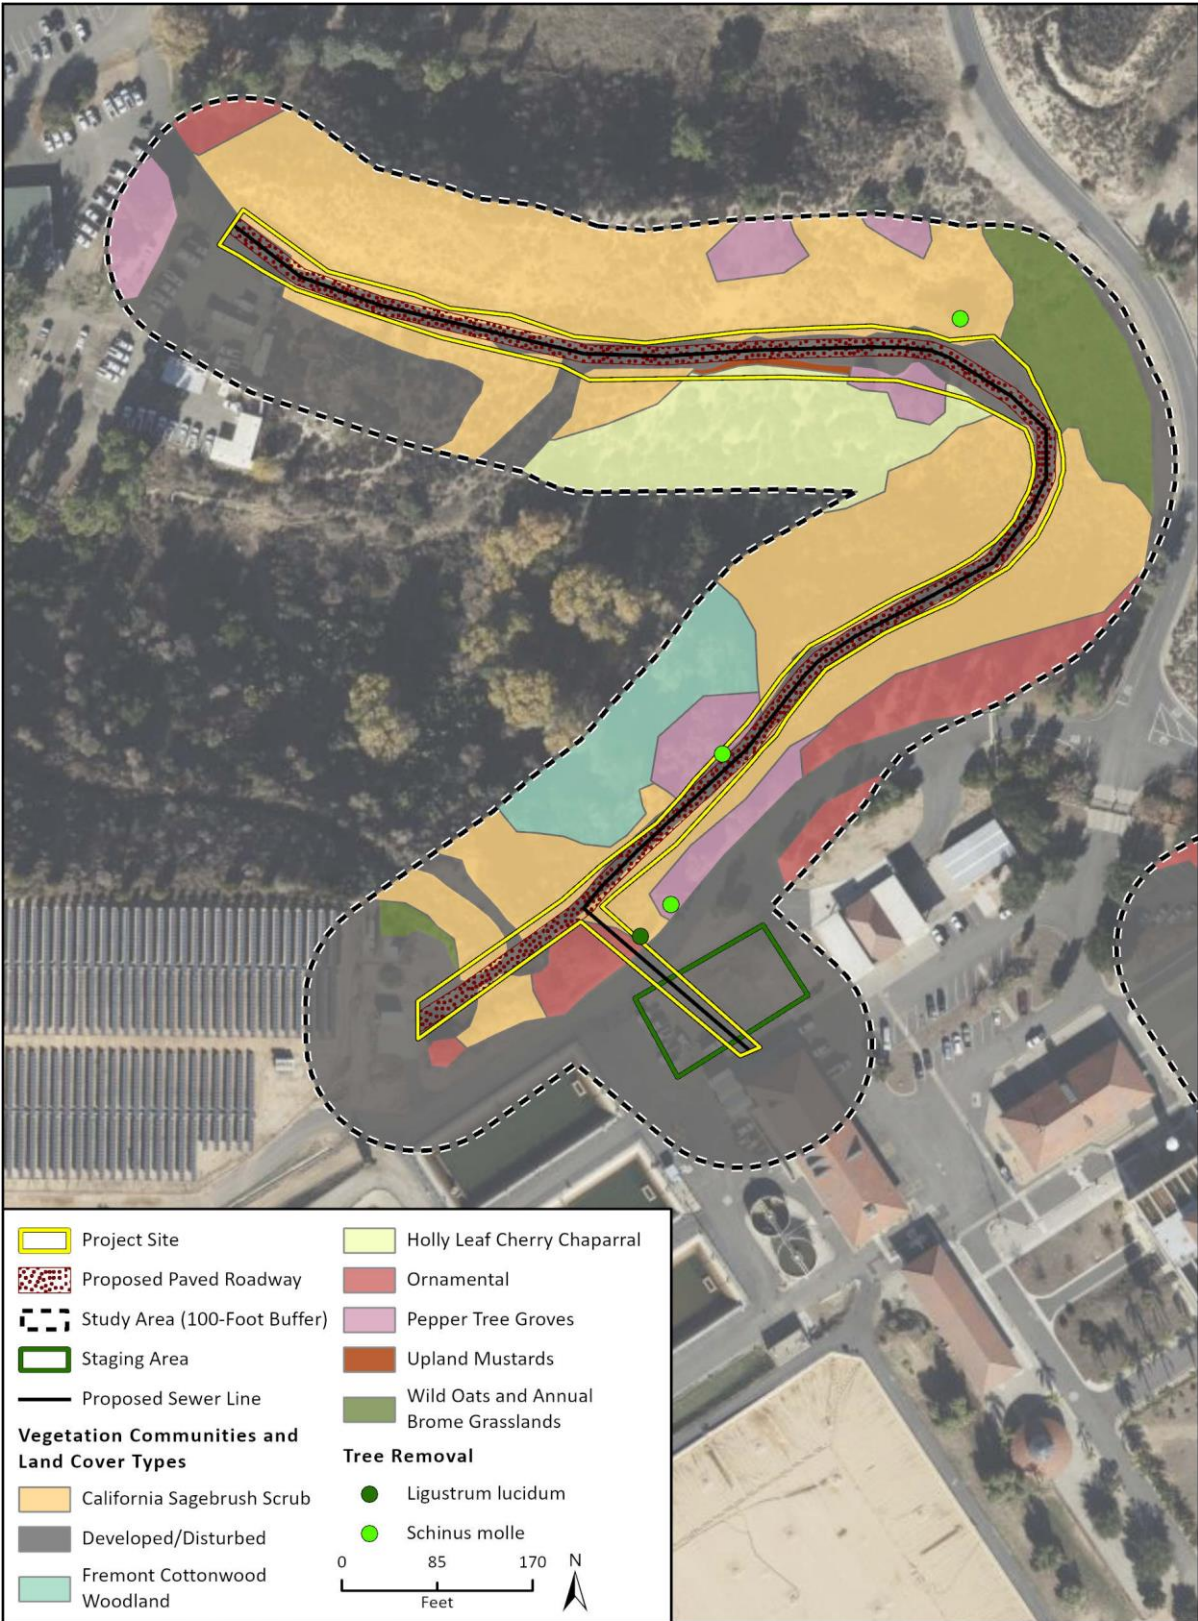 Project Site
Proposed Paved Roadway
Study Area (100-Foot Buffer)
Staging Area
Proposed Sewer Line
Vegetation Communities and
Land Cover Types
California Sagebrush Scrub
Developed/Disturbed
Fremont Cottonwood
Woodland
Holly Leaf Cherry Chaparral
Ornamental
Pepper Tree Groves
Upland Mustards
Wild Oats and Annual
Brome Grasslands
Tree Removal
Ligustrum lucidum
Schinus molle
0 85 170 N
Feet